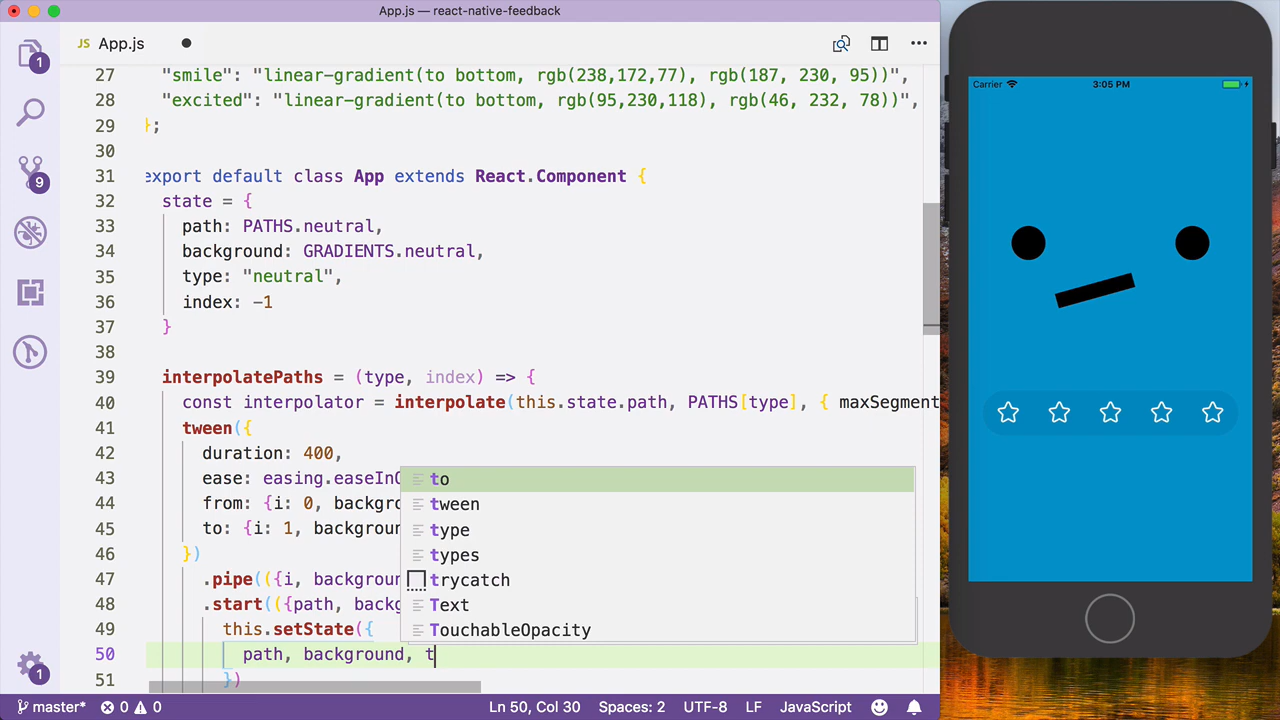 App.js — react-native-feedback
1
JS App.js
27 "smile": "linear-gradient(to bottom, rgb(238,172,77), rgb(187, 230, 95))",
28 "excited": "linear-gradient(to bottom, rgb(95,230,118), rgb(46, 232, 78))",
29 };
30
31 export default class App extends React.Component {
32 state = {
33 path: PATHS.neutral,
34 background: GRADIENTS.neutral,
35 type: "neutral",
36 index: -1
37 }
38
39 interpolatePaths = (type, index) => {
40 const interpolator = interpolate(this.state.path, PATHS[type], { maxSegment
41 tween({
42 duration: 400,
43 ease: easing.easeInO
44 from: {i: 0, backgro
45 to: {i: 1, backgroun
46 })
47 .pipe(({i, backgroun
48 .start(({path, backg
49 this.setState({
50 path, background, t
51 })
to
tween
type
types
trycatch
Text
TouchableOpacity
9
1
master* 0 0 Ln 50, Col 30 Spaces: 2 UTF-8 LF JavaScript
Carrier 3:05 PM